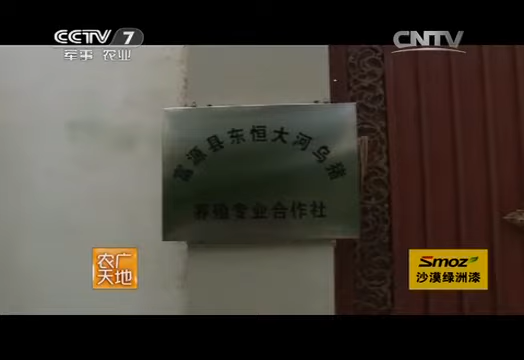 CCTV 7
军事 农业
CNTV
富源县东恒大河乌猪
养殖专业合作社
农广
天地
Smoz
沙漠绿洲漆